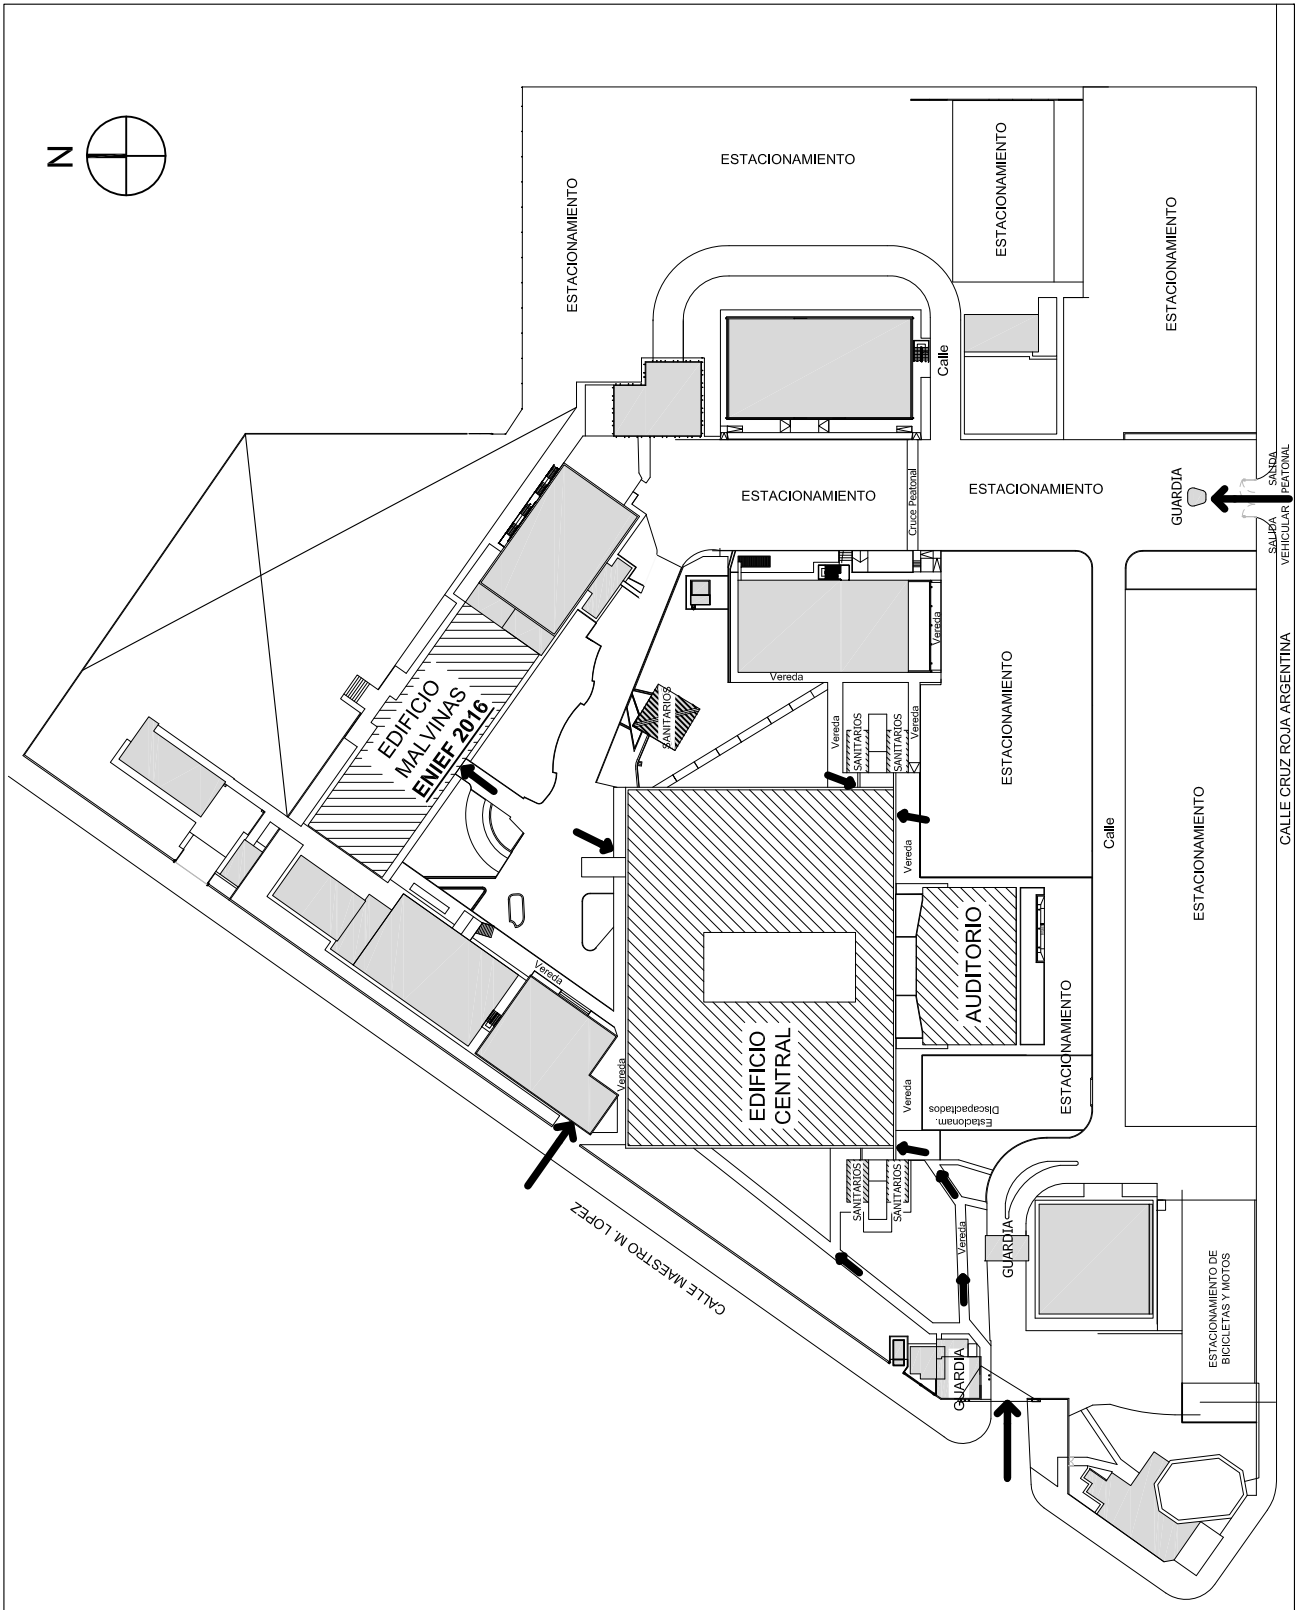 N
ESTACIONAMIENTO
ESTACIONAMIENTO
ESTACIONAMIENTO
ESTACIONAMIENTO
Calle
Cruce Peatonal
ESTACIONAMIENTO
ESTACIONAMIENTO
GUARDIA
SALIDA
PEATONAL
SALIDA
VEHICULAR
CALLE CRUZ ROJA ARGENTINA
EDIFICIO
MALVINAS
ENIEF 2016
SANITARIOS
Vereda
Vereda
Vereda
SANITARIOS
SANITARIOS
Vereda
ESTACIONAMIENTO
ESTACIONAMIENTO
Calle
Vereda
AUDITORIO
EDIFICIO
CENTRAL
Vereda
Vereda
Vereda
Estacionam.
Discapacitados
ESTACIONAMIENTO
SANITARIOS
SANITARIOS
CALLE MAESTRO M. LOPEZ
Vereda
GUARDIA
GUARDIA
ESTACIONAMIENTO DE
BICICLETAS Y MOTOS